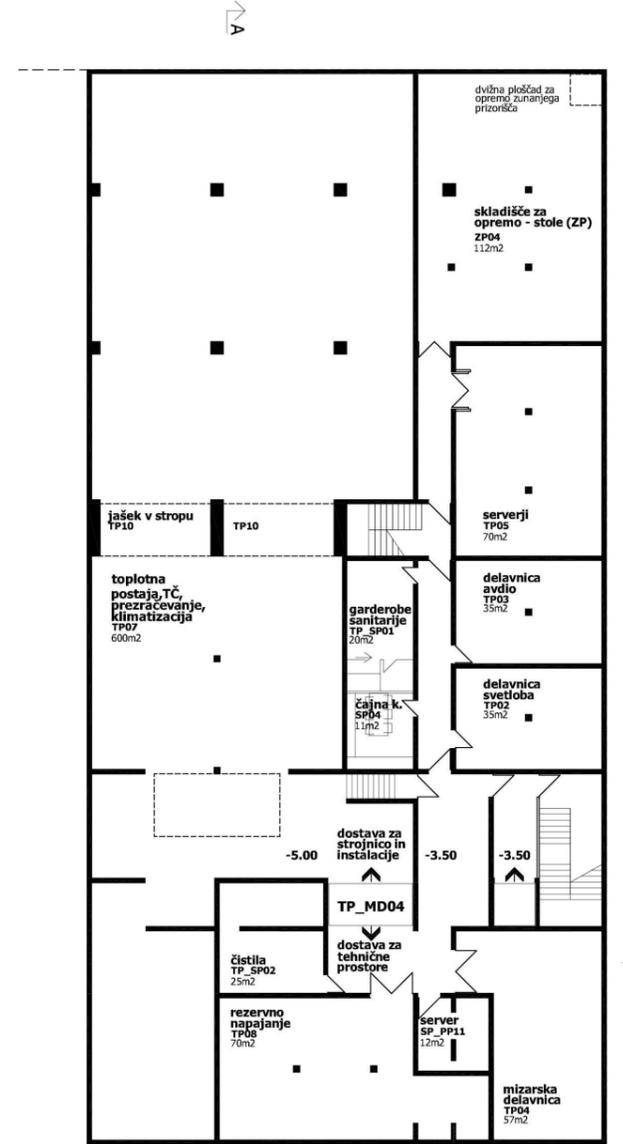 A
dvižna ploščad za
opremo zunanjega
prizorišča
skladišče za
opremo - stole (ZP)
ZP04
112m2
jašek v stropu
TP10
TP10
serverji
TP05
70m2
toplotna
postaja,TČ,
prezračevanje,
klimatizacija
TP07
600m2
delavnica
avdio
TP03
35m2
garderobe
sanitarije
TP_SP01
20m2
delavnica
svetloba
TP02
35m2
čajna k.
SP04
11m2
dostava za
strojnico in
instalacije
-5.00
-3.50
-3.50
TP_MD04
dostava za
tehnične
prostore
čistila
TP_SP02
25m2
rezervno
napajanje
TP08
70m2
server
SP_PP11
12m2
mizarska
delavnica
TP04
57m2